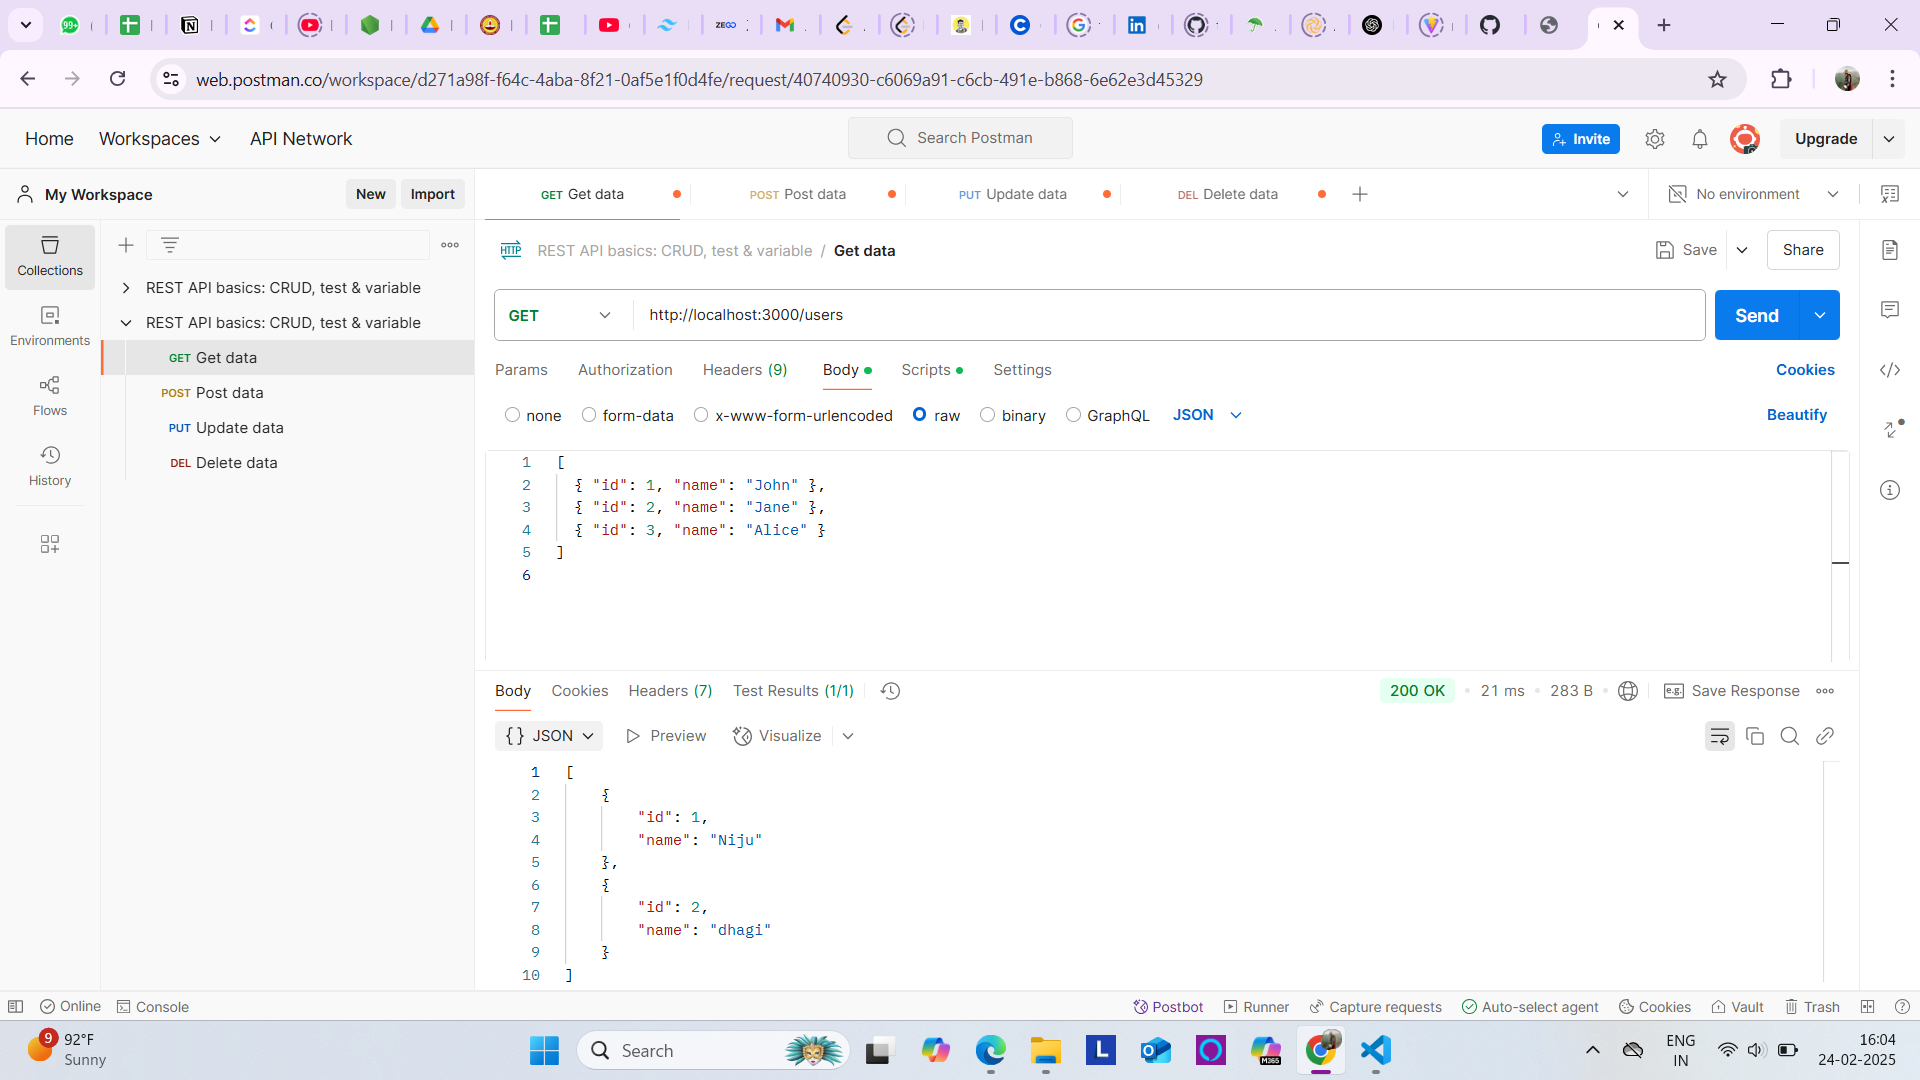 99+
ZEGO
web.postman.co/workspace/d271a98f-f64c-4aba-8f21-0af5e1f0d4fe/request/40740930-c6069a91-c6cb-491e-b868-6e62e3d45329
Home Workspaces API Network Search Postman Invite Upgrade
My Workspace New Import GET Get data POST Post data PUT Update data DEL Delete data No environment
Collections
Environments
Flows
History
REST API basics: CRUD, test & variable
REST API basics: CRUD, test & variable
GET Get data
POST Post data
PUT Update data
DEL Delete data
HTTP REST API basics: CRUD, test & variable / Get data Save Share
GET http://localhost:3000/users Send
Params Authorization Headers (9) Body Scripts Settings Cookies
none form-data x-www-form-urlencoded raw binary GraphQL JSON Beautify
1 [
2 { "id": 1, "name": "John" },
3 { "id": 2, "name": "Jane" },
4 { "id": 3, "name": "Alice" }
5 ]
6
Body Cookies Headers (7) Test Results (1/1) 200 OK 21 ms 283 B e.g. Save Response
{} JSON Preview Visualize
1 [
2 {
3 "id": 1,
4 "name": "Niju"
5 },
6 {
7 "id": 2,
8 "name": "dhagi"
9 }
10 ]
Online Console Postbot Runner Capture requests Auto-select agent Cookies Vault Trash
9 92°F
Sunny
Search
L
M365
ENG
IN
16:04
24-02-2025